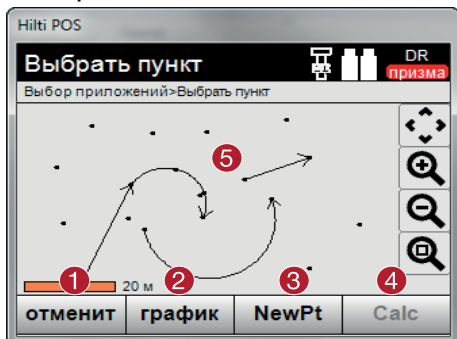 Hilti POS
Выбрать пункт
DR
призма
Выбор приложений>Выбрать пункт
5
1
20 м
2
3
4
отменит
график
NewPt
Calc